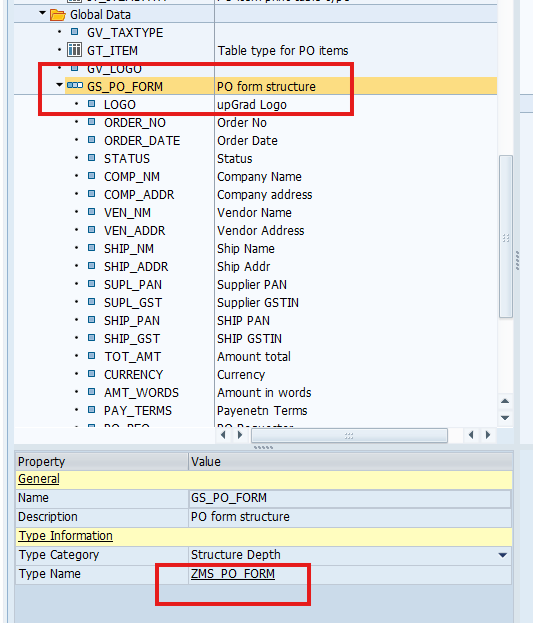 Global Data
GV_TAXTYPE
GT_ITEM Table type for PO items
GV_LOGO
GS_PO_FORM PO form structure
LOGO upGrad Logo
ORDER_NO Order No
ORDER_DATE Order Date
STATUS Status
COMP_NM Company Name
COMP_ADDR Company address
VEN_NM Vendor Name
VEN_ADDR Vendor Address
SHIP_NM Ship Name
SHIP_ADDR Ship Addr
SUPL_PAN Supplier PAN
SUPL_GST Supplier GSTIN
SHIP_PAN SHIP PAN
SHIP_GST SHIP GSTIN
TOT_AMT Amount total
CURRENCY Currency
AMT_WORDS Amount in words
PAY_TERMS Payenetn Terms
Property Value
General
Name GS_PO_FORM
Description PO form structure
Type Information
Type Category Structure Depth
Type Name ZMS_PO_FORM